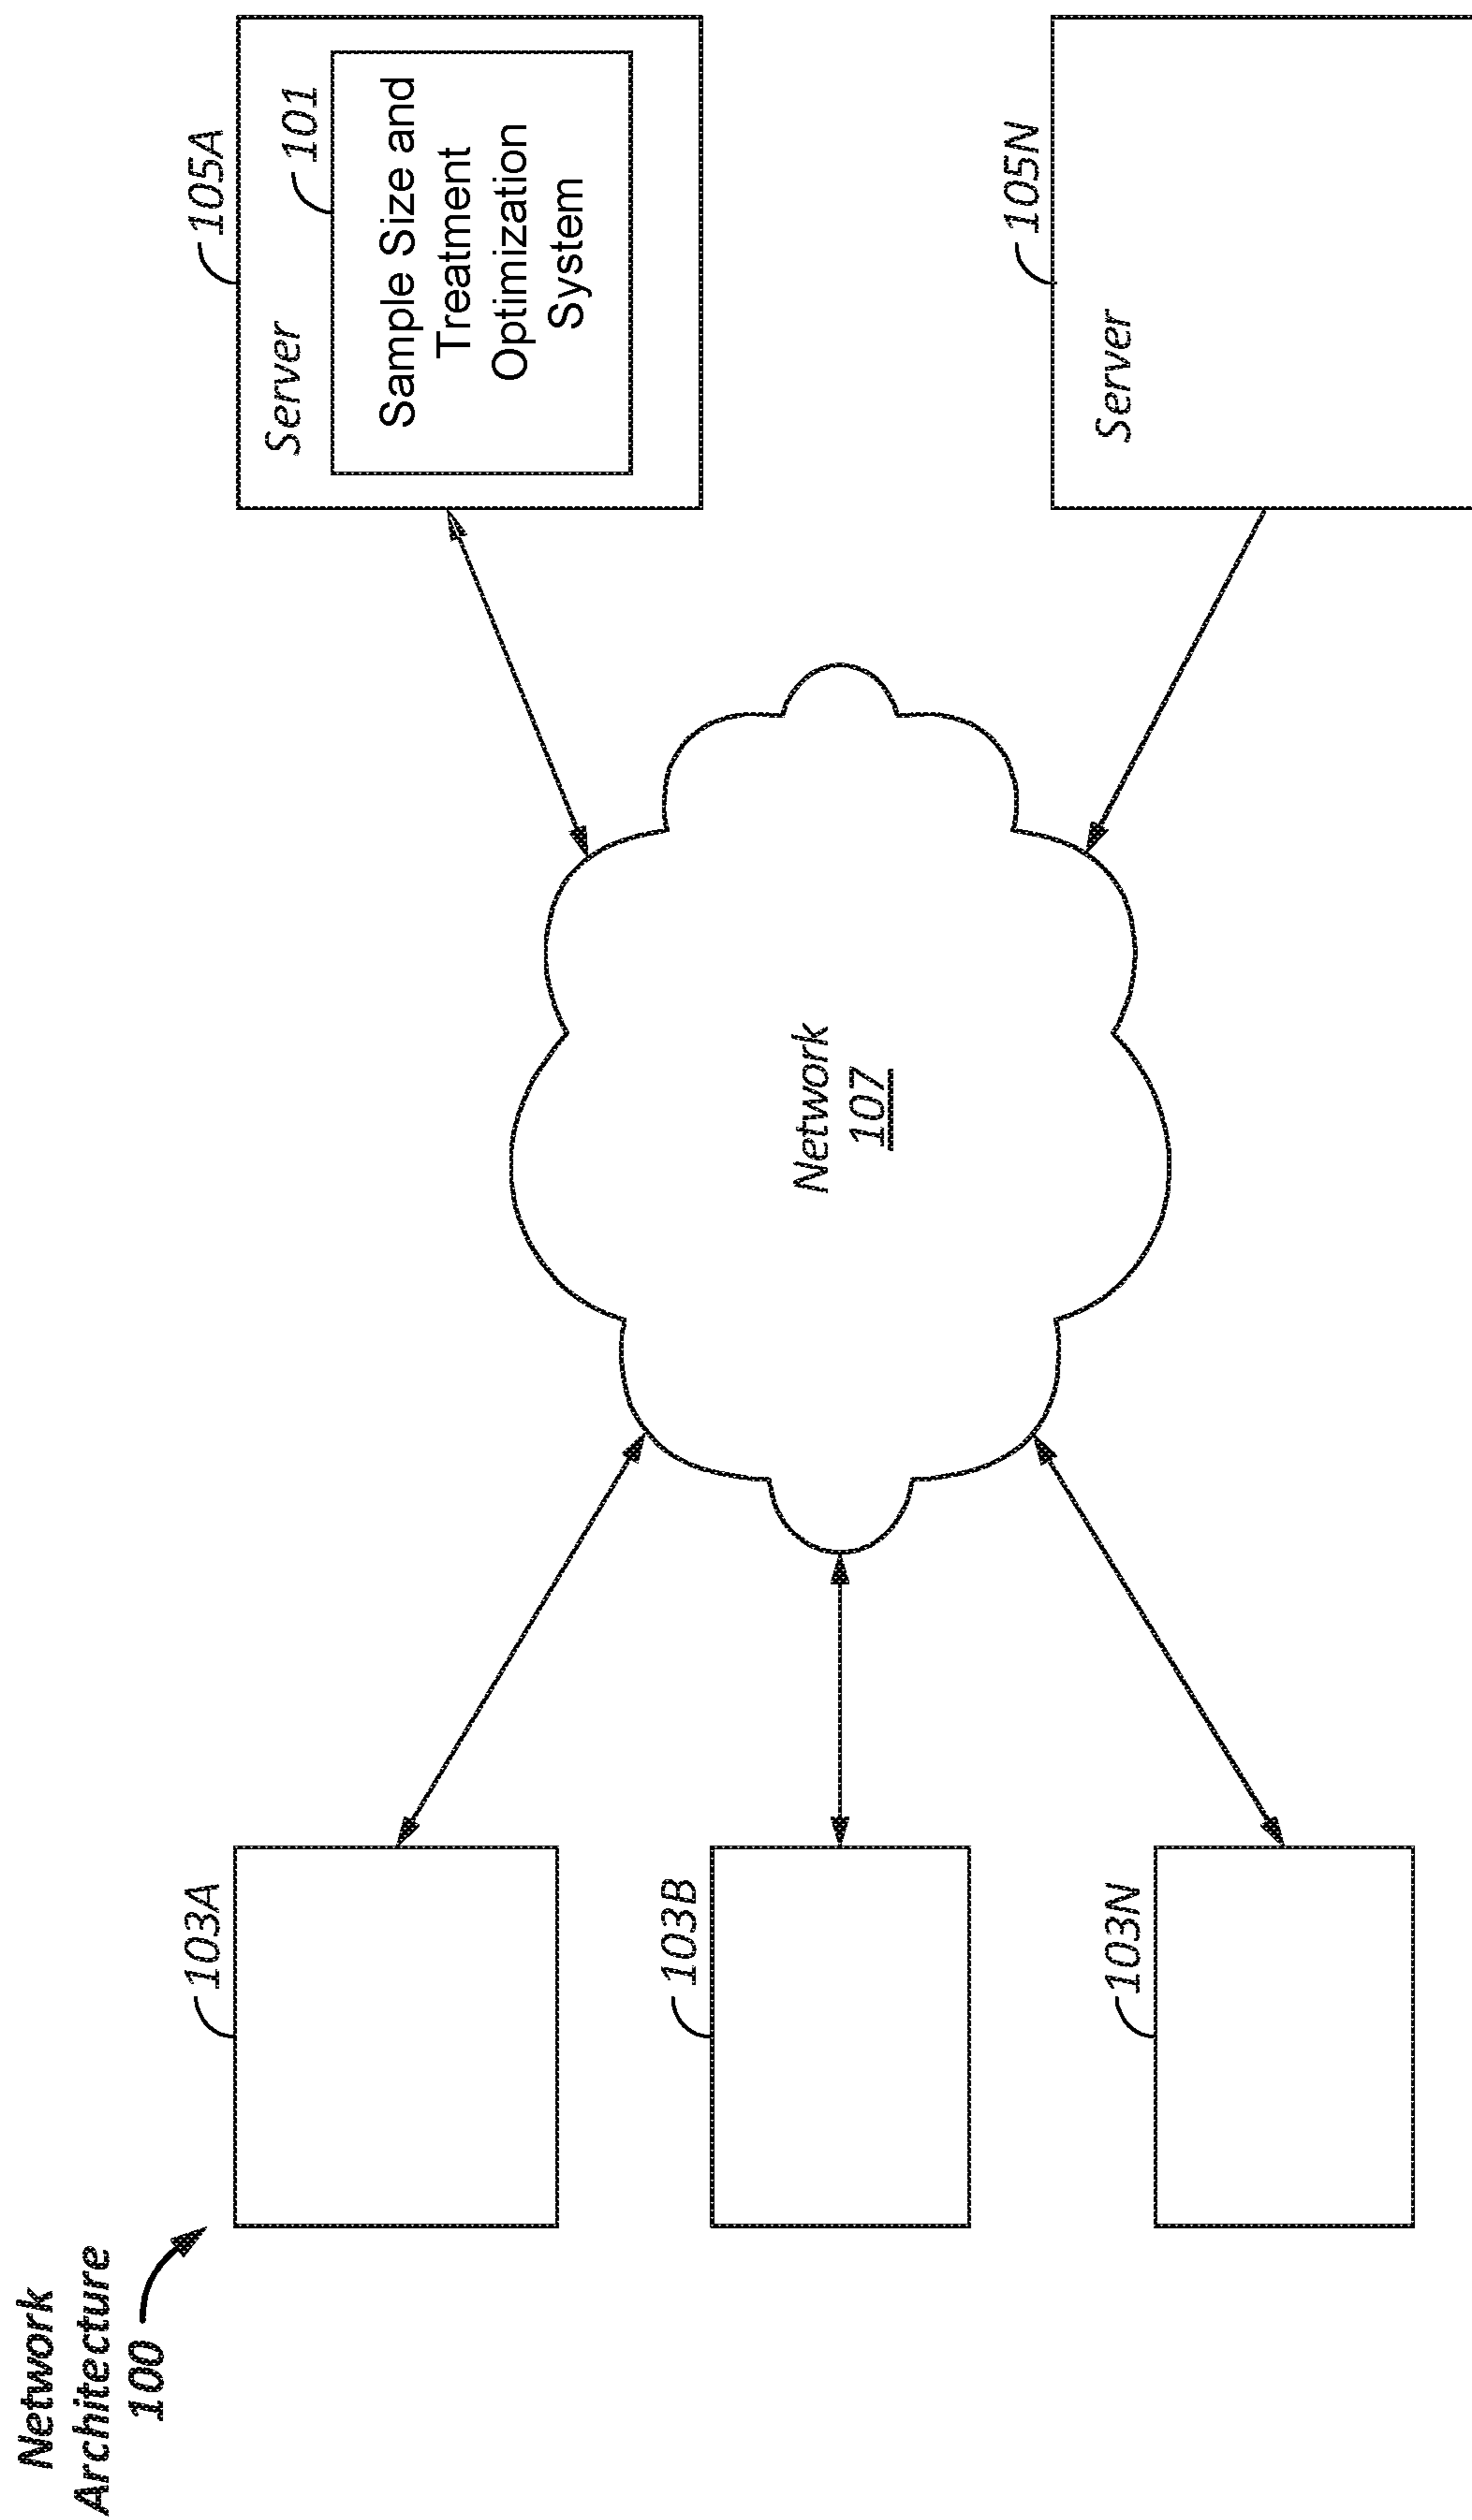 Network
Architecture
100
103A
103B
103N
Network
107
105A
Server
101
Sample Size and
Treatment
Optimization
System
105N
Server